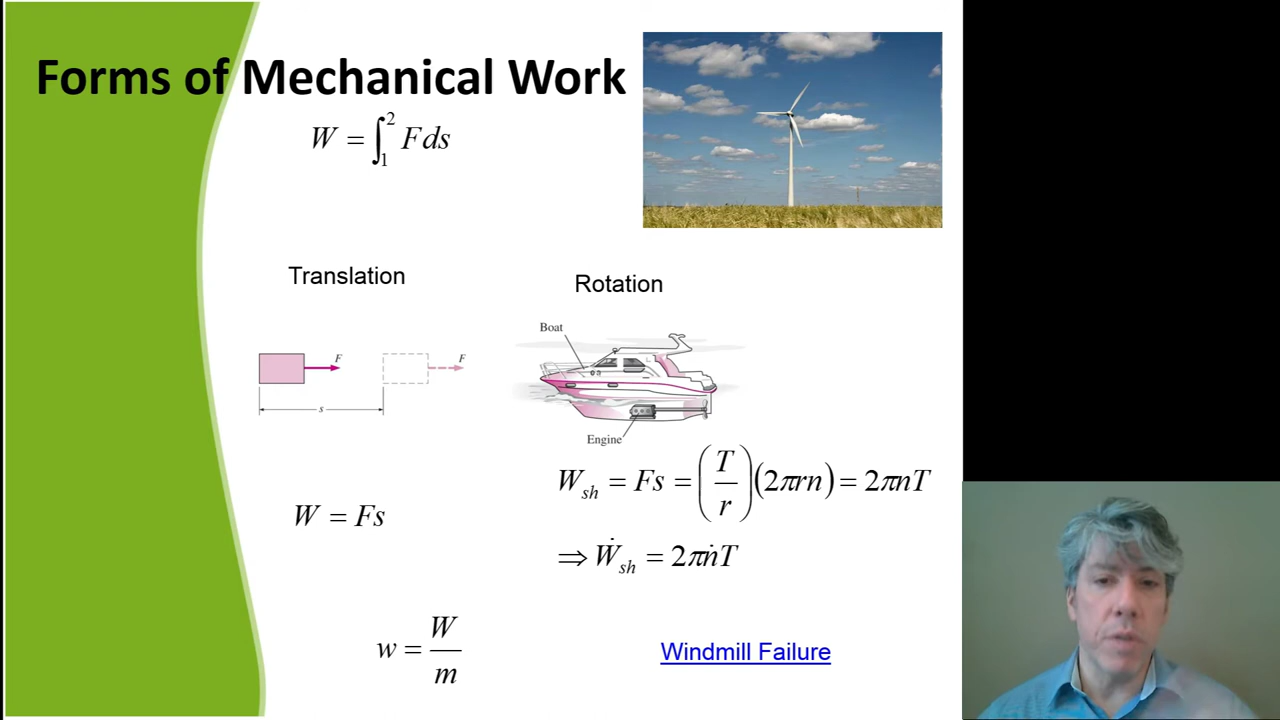 Forms of Mechanical Work
W = ∫₁² F ds
Translation
Rotation
Boat
F
F
s
Engine
W_sh = Fs = (T/r)(2πrn) = 2πnT
W = Fs
⇒ Ẇ_sh = 2πṅT
w = W/m
Windmill Failure